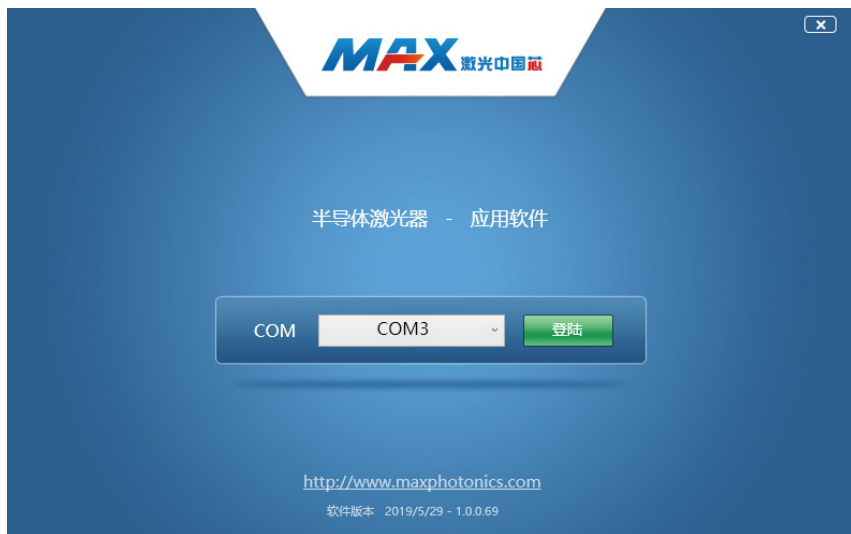 MAX 激光中国芯
半导体激光器 - 应用软件
COM COM3 登陆
http://www.maxphotonics.com
软件版本 2019/5/29 - 1.0.0.69